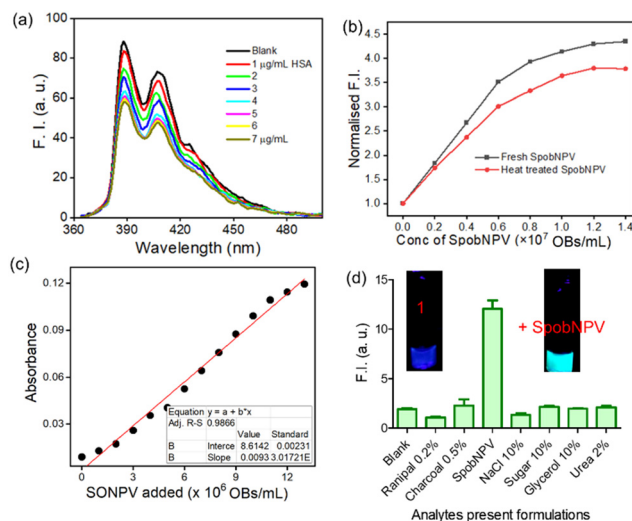 (a)
F. I. (a. u.)
100
80
60
40
20
0
360 390 420 450 480
Wavelength (nm)
Blank
1 µg/mL HSA
2
3
4
5
6
7 µg/mL
(b)
Normalised F.I.
4.5
4.0
3.5
3.0
2.5
2.0
1.5
1.0
0.0 0.2 0.4 0.6 0.8 1.0 1.2 1.4
Conc of SpobNPV (×10⁷ OBs/mL)
Fresh SpobNPV
Heat treated SpobNPV
(c)
Absorbance
0.12
0.09
0.06
0.03
0 3 6 9 12
SONPV added (x 10⁶ OBs/mL)
Equation y = a + b*x
Adj. R-S 0.9866
Value Standard
B Interce 8.6142 0.00231
B Slope 0.0093 3.01721E
(d)
F.I. (a. u.)
15
10
5
0
1
+ SpobNPV
Blank
Ranipal 0.2%
Charcoal 0.5%
SpobNPV
NaCl 10%
Sugar 10%
Glycerol 10%
Urea 2%
Analytes present formulations